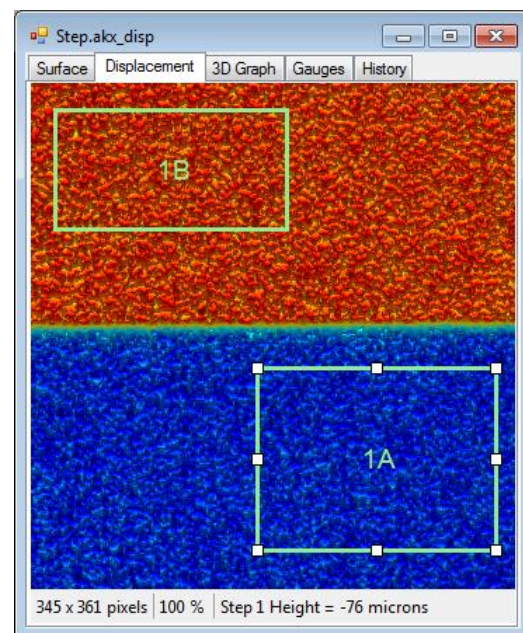 Step.akx_disp
Surface Displacement 3D Graph Gauges History
1B
1A
345 x 361 pixels 100 % Step 1 Height = -76 microns